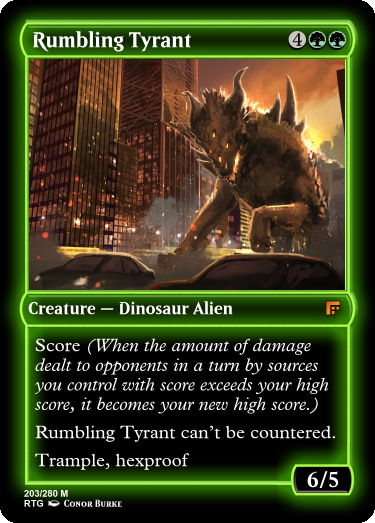 Rumbling Tyrant 4
Creature — Dinosaur Alien
Score (When the amount of damage
dealt to opponents in a turn by sources
you control with score exceeds your high
score, it becomes your new high score.)
Rumbling Tyrant can't be countered.
Trample, hexproof
6/5
203/280 M
RTG Conor Burke